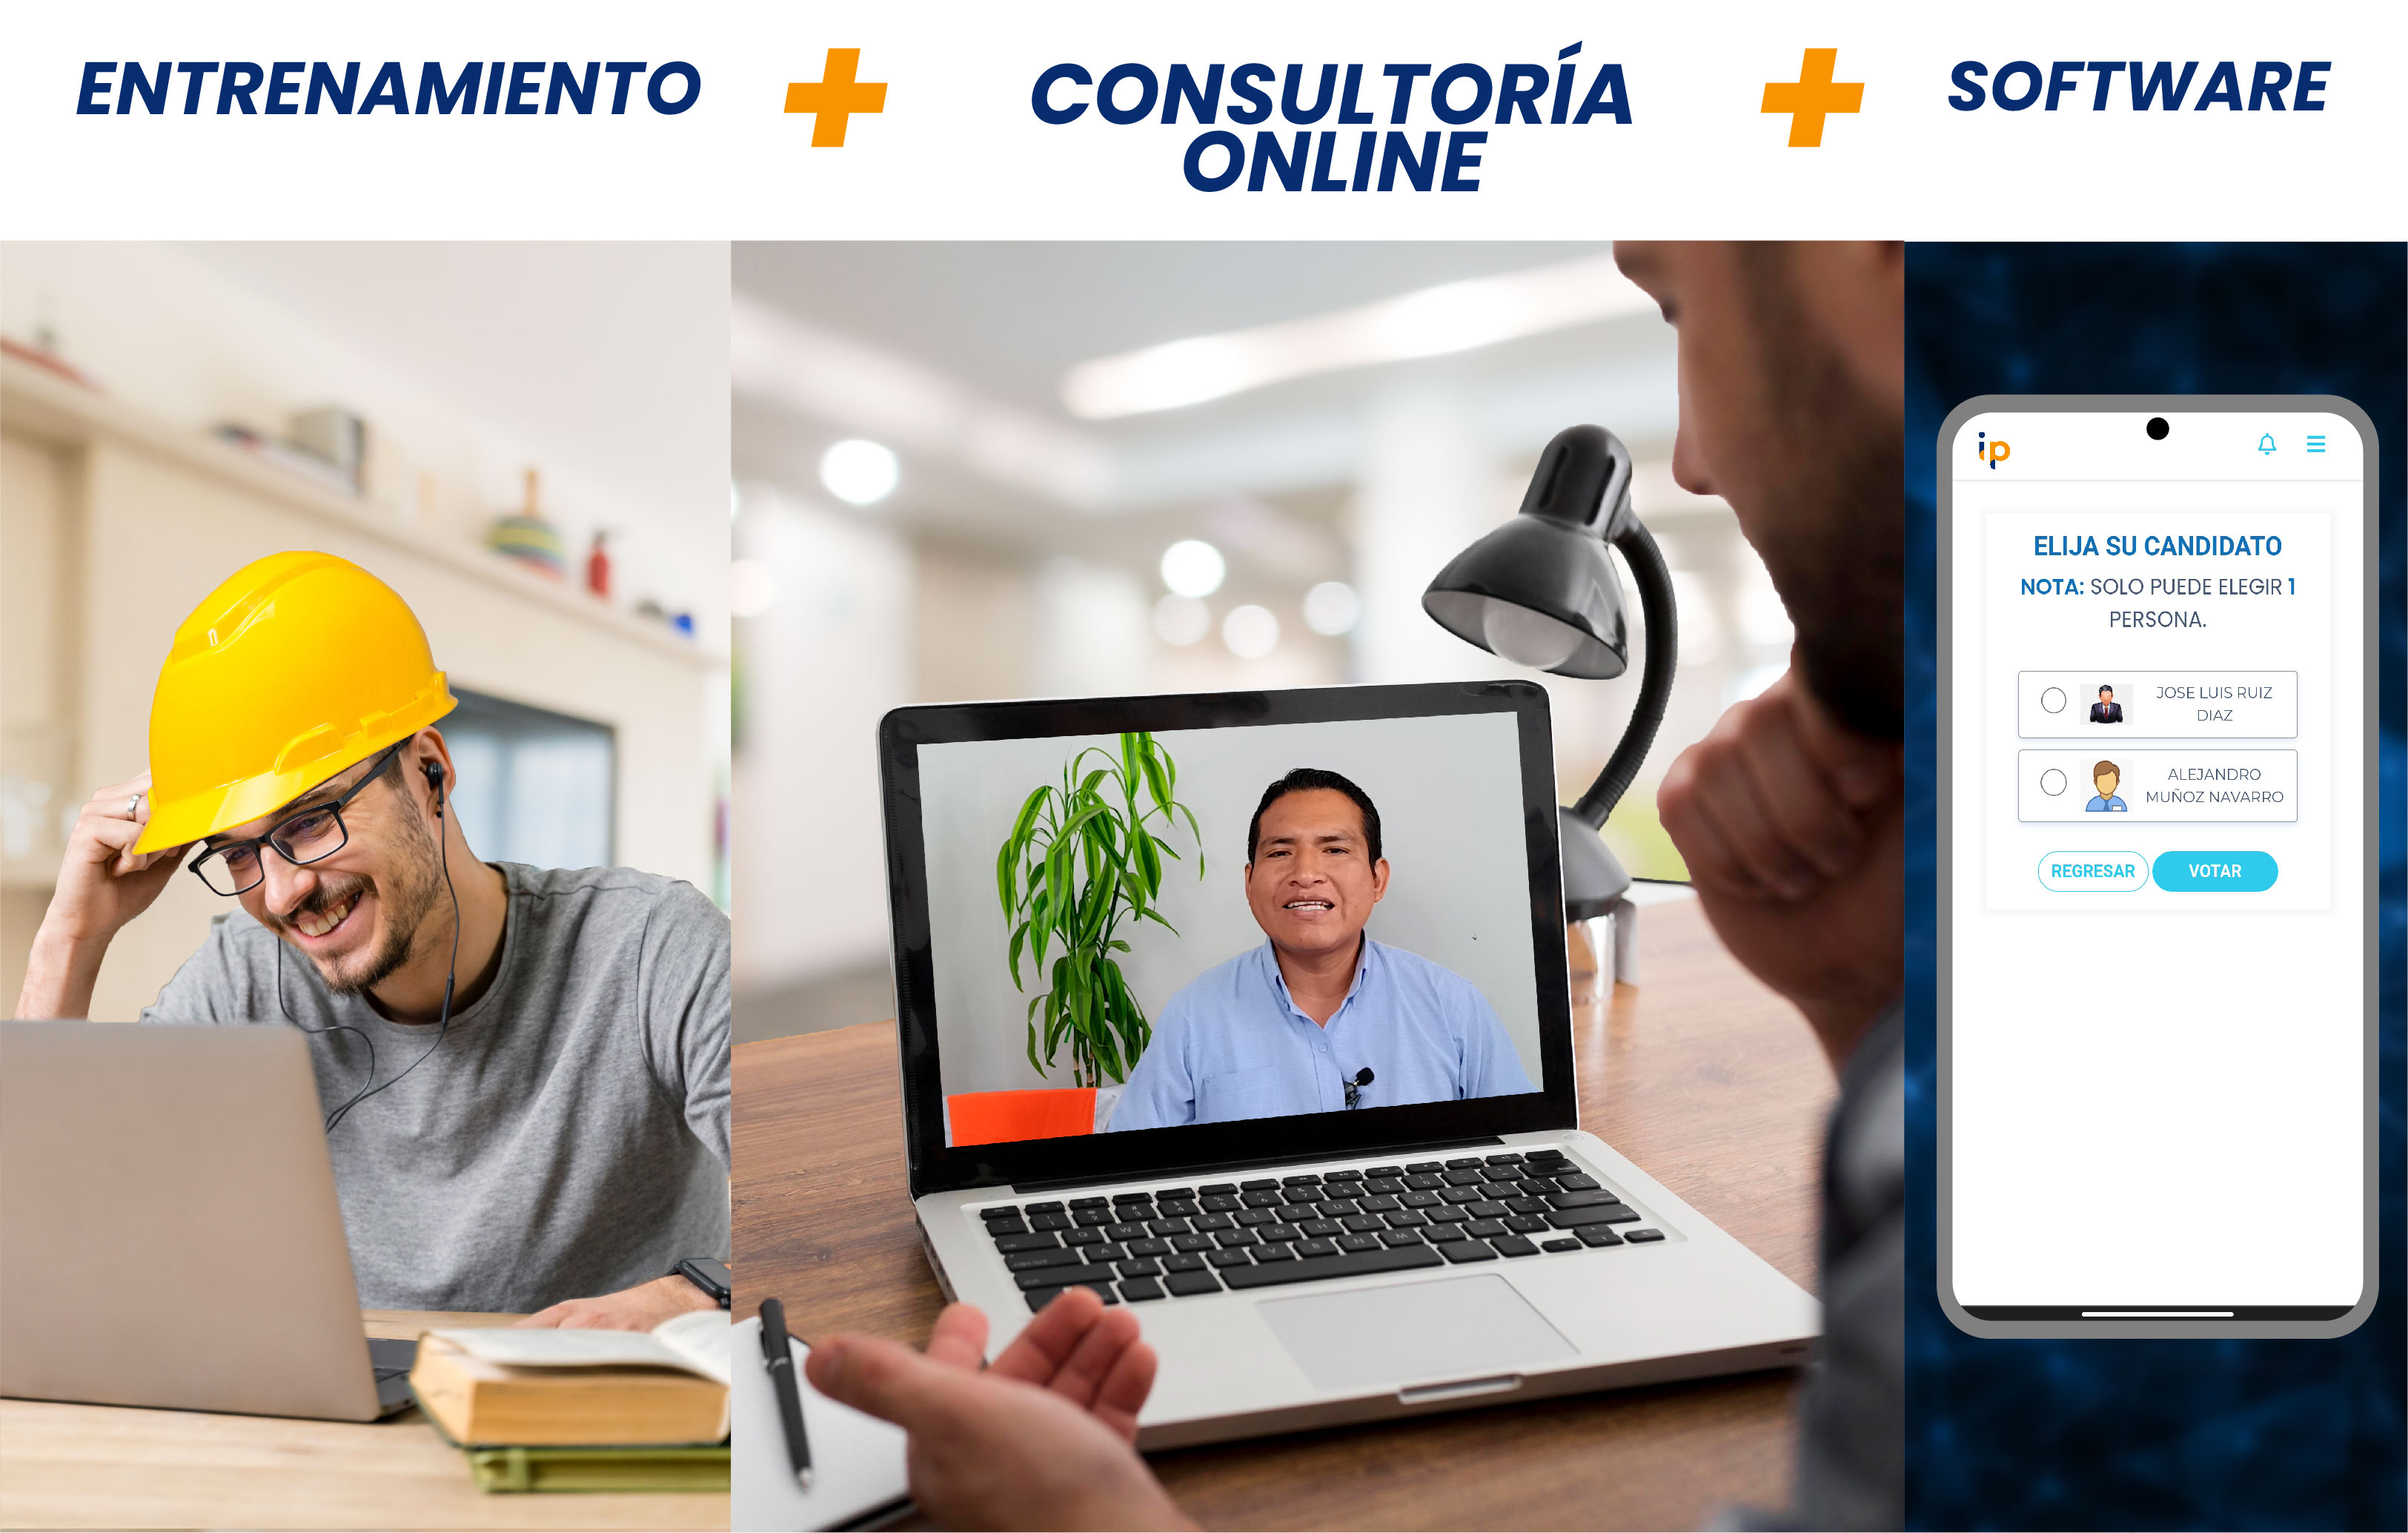 ENTRENAMIENTO + CONSULTORÍA + SOFTWARE
ONLINE
ip
ELIJA SU CANDIDATO
NOTA: SOLO PUEDE ELEGIR 1
PERSONA.
JOSE LUIS RUIZ
DIAZ
ALEJANDRO
MUÑOZ NAVARRO
REGRESAR VOTAR